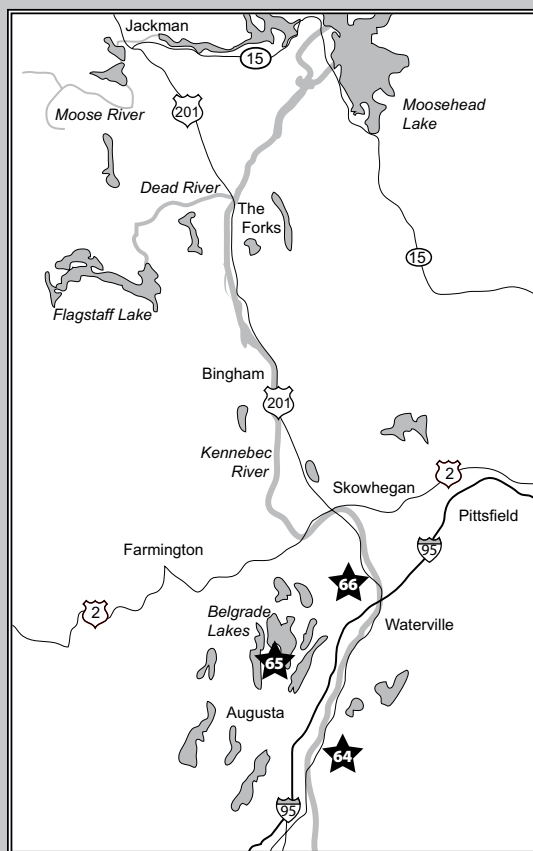 Jackman
15
Moose River
201
Moosehead
Lake
Dead River
The
Forks
15
Flagstaff Lake
Bingham
201
Kennebec
River
2
Skowhegan
Pittsfield
95
Farmington
66
2
Belgrade
Lakes
Waterville
65
Augusta
64
95